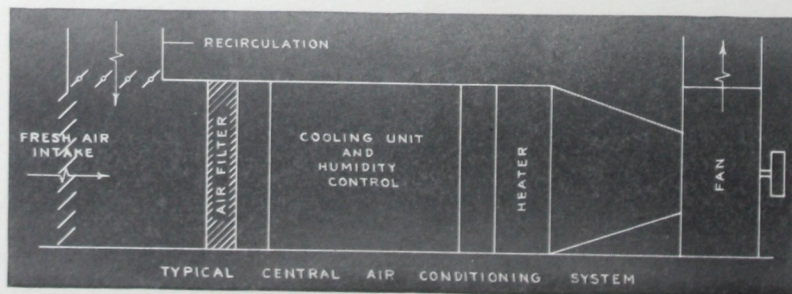 RECIRCULATION
FRESH AIR
INTAKE
AIR FILTER
COOLING UNIT
AND
HUMIDITY
CONTROL
HEATER
FAN
TYPICAL CENTRAL AIR CONDITIONING SYSTEM